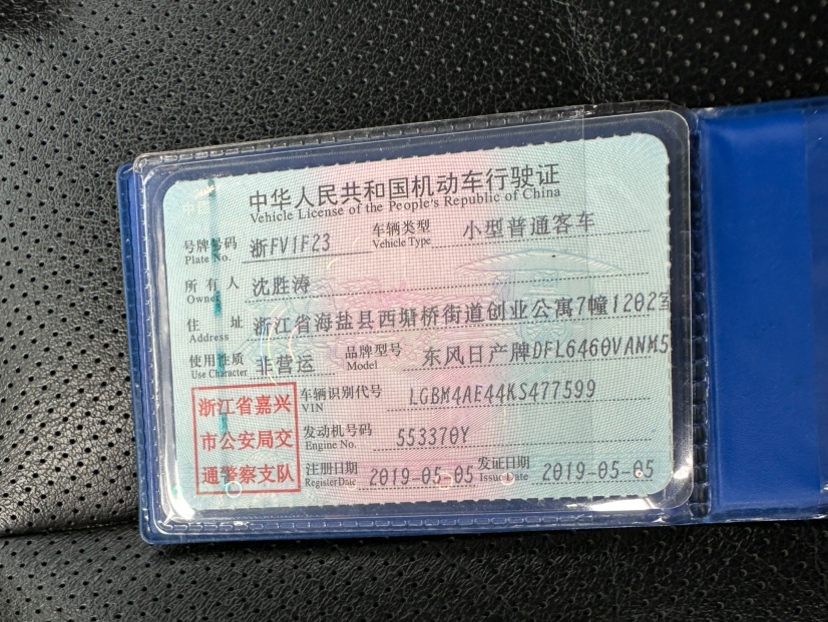 中华人民共和国机动车行驶证
Vehicle License of the People's Republic of China
号牌号码 浙FV1F23 车辆类型 小型普通客车
Plate No. Vehicle Type
所有人 沈胜涛
Owner
住址 浙江省海盐县西塘桥街道创业公寓7幢1202室
Address
使用性质 非营运 品牌型号 东风日产牌DFL6460VANM5
Use Character Model
浙江省嘉兴
市公安局交
通警察支队
车辆识别代号 LGBM4AE44KS477599
VIN
发动机号码 553370Y
Engine No.
注册日期 2019-05-05 发证日期 2019-05-05
Register Date Issue Date